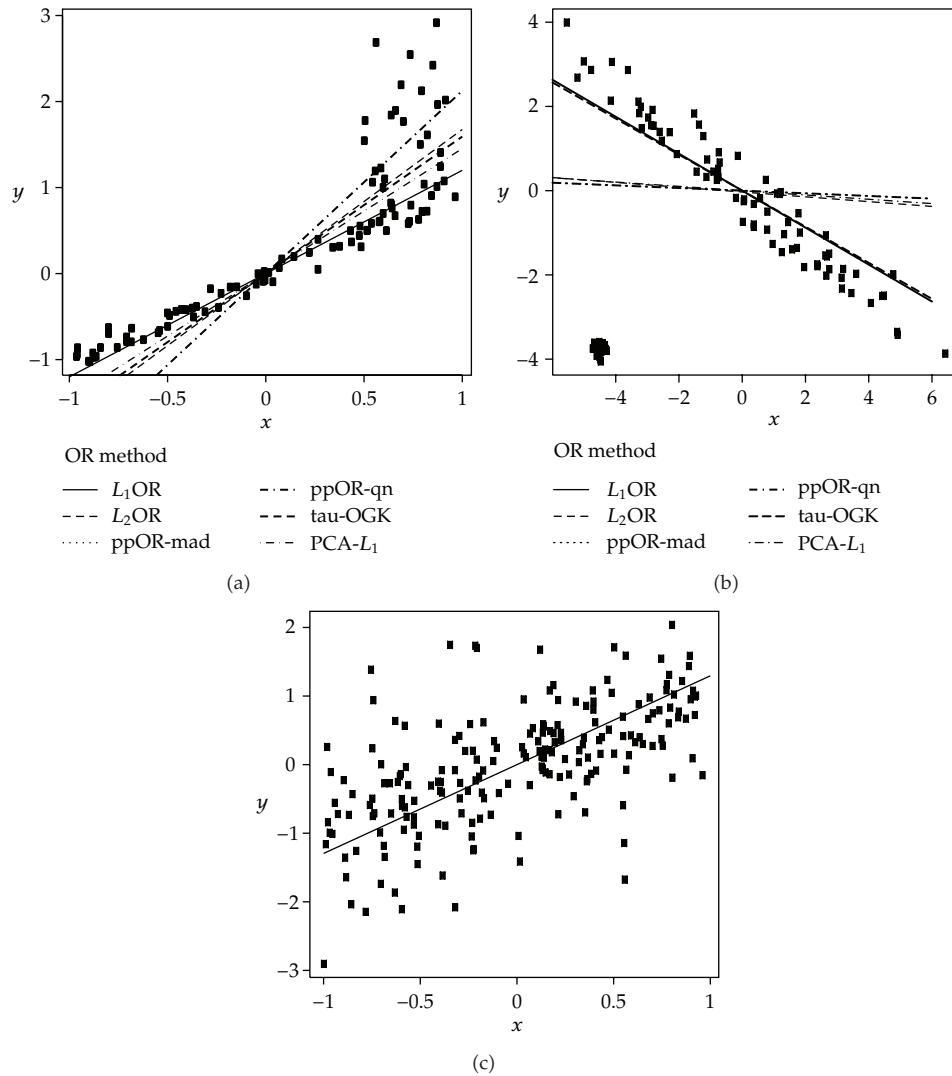 3
2
1
0
−1
y
−1
−0.5
0
0.5
1
x
OR method
L₁OR
L₂OR
ppOR-mad
ppOR-qn
tau-OGK
PCA-L₁
(a)
4
2
0
−2
−4
y
−4
−2
0
2
4
6
x
OR method
L₁OR
L₂OR
ppOR-mad
ppOR-qn
tau-OGK
PCA-L₁
(b)
2
1
0
−1
−2
−3
y
−1
−0.5
0
0.5
1
x
(c)